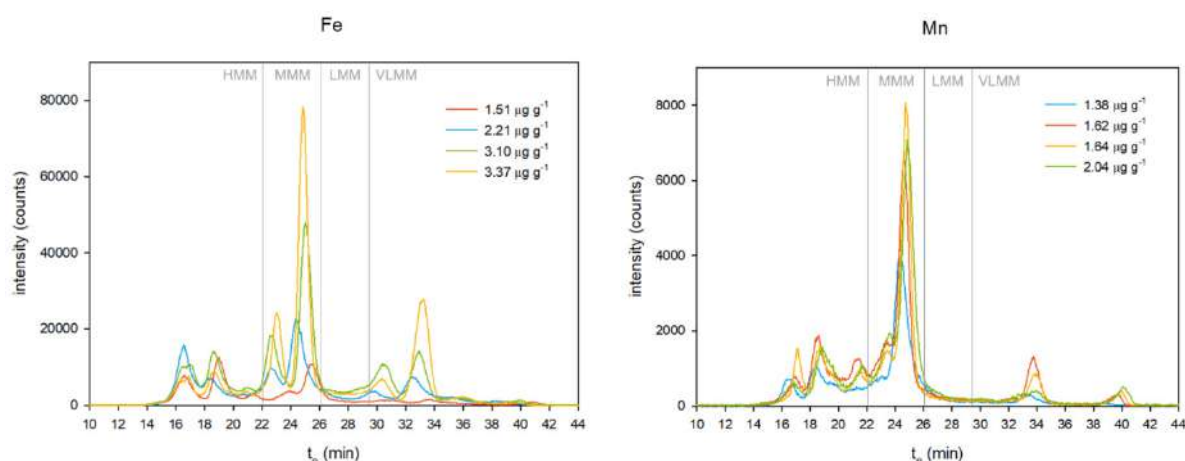 Fe
HMM MMM LMM VLMM
1.51 µg g-1
2.21 µg g-1
3.10 µg g-1
3.37 µg g-1
80000
60000
40000
20000
0
intensity (counts)
10 12 14 16 18 20 22 24 26 28 30 32 34 36 38 40 42 44
(min)
Mn
HMM MMM LMM VLMM
1.38 µg g-1
1.62 µg g-1
1.64 µg g-1
2.04 µg g-1
8000
6000
4000
2000
0
intensity (counts)
10 12 14 16 18 20 22 24 26 28 30 32 34 36 38 40 42 44
(min)